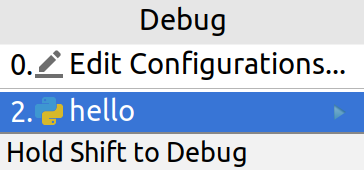 Debug
0. Edit Configurations...
2. hello
Hold Shift to Debug